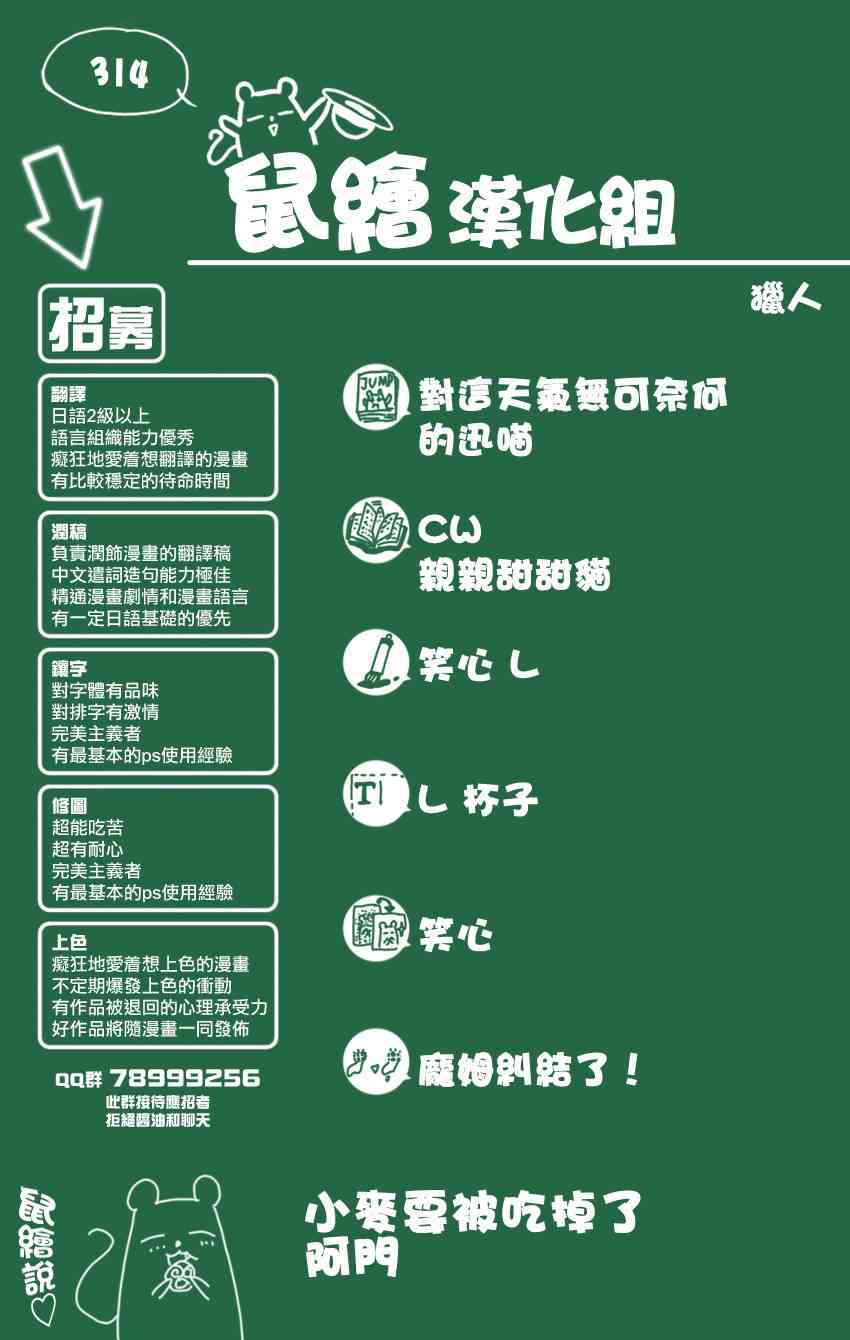 314
鼠繪漢化組
獵人
招募
翻譯
日語2級以上
語言組織能力優秀
癡狂地愛着想翻譯的漫畫
有比較穩定的待命時間
潤稿
負責潤飾漫畫的翻譯稿
中文遣詞造句能力極佳
精通漫畫劇情和漫畫語言
有一定日語基礎的優先
鑲字
對字體有品味
對排字有激情
完美主義者
有最基本的ps使用經驗
修圖
超能吃苦
超有耐心
完美主義者
有最基本的ps使用經驗
上色
癡狂地愛着想上色的漫畫
不定期爆發上色的衝動
有作品被退回的心理承受力
好作品將隨漫畫一同發佈
QQ群 78999256
此群接待應招者
拒絕醬油和聊天
JUMP
對這天氣無可奈何
的迅喵
CW
親親甜甜貓
笑心 L
T
L 杯子
笑心
龐姆糾結了！
鼠繪說♡
小麥要被吃掉了
阿門